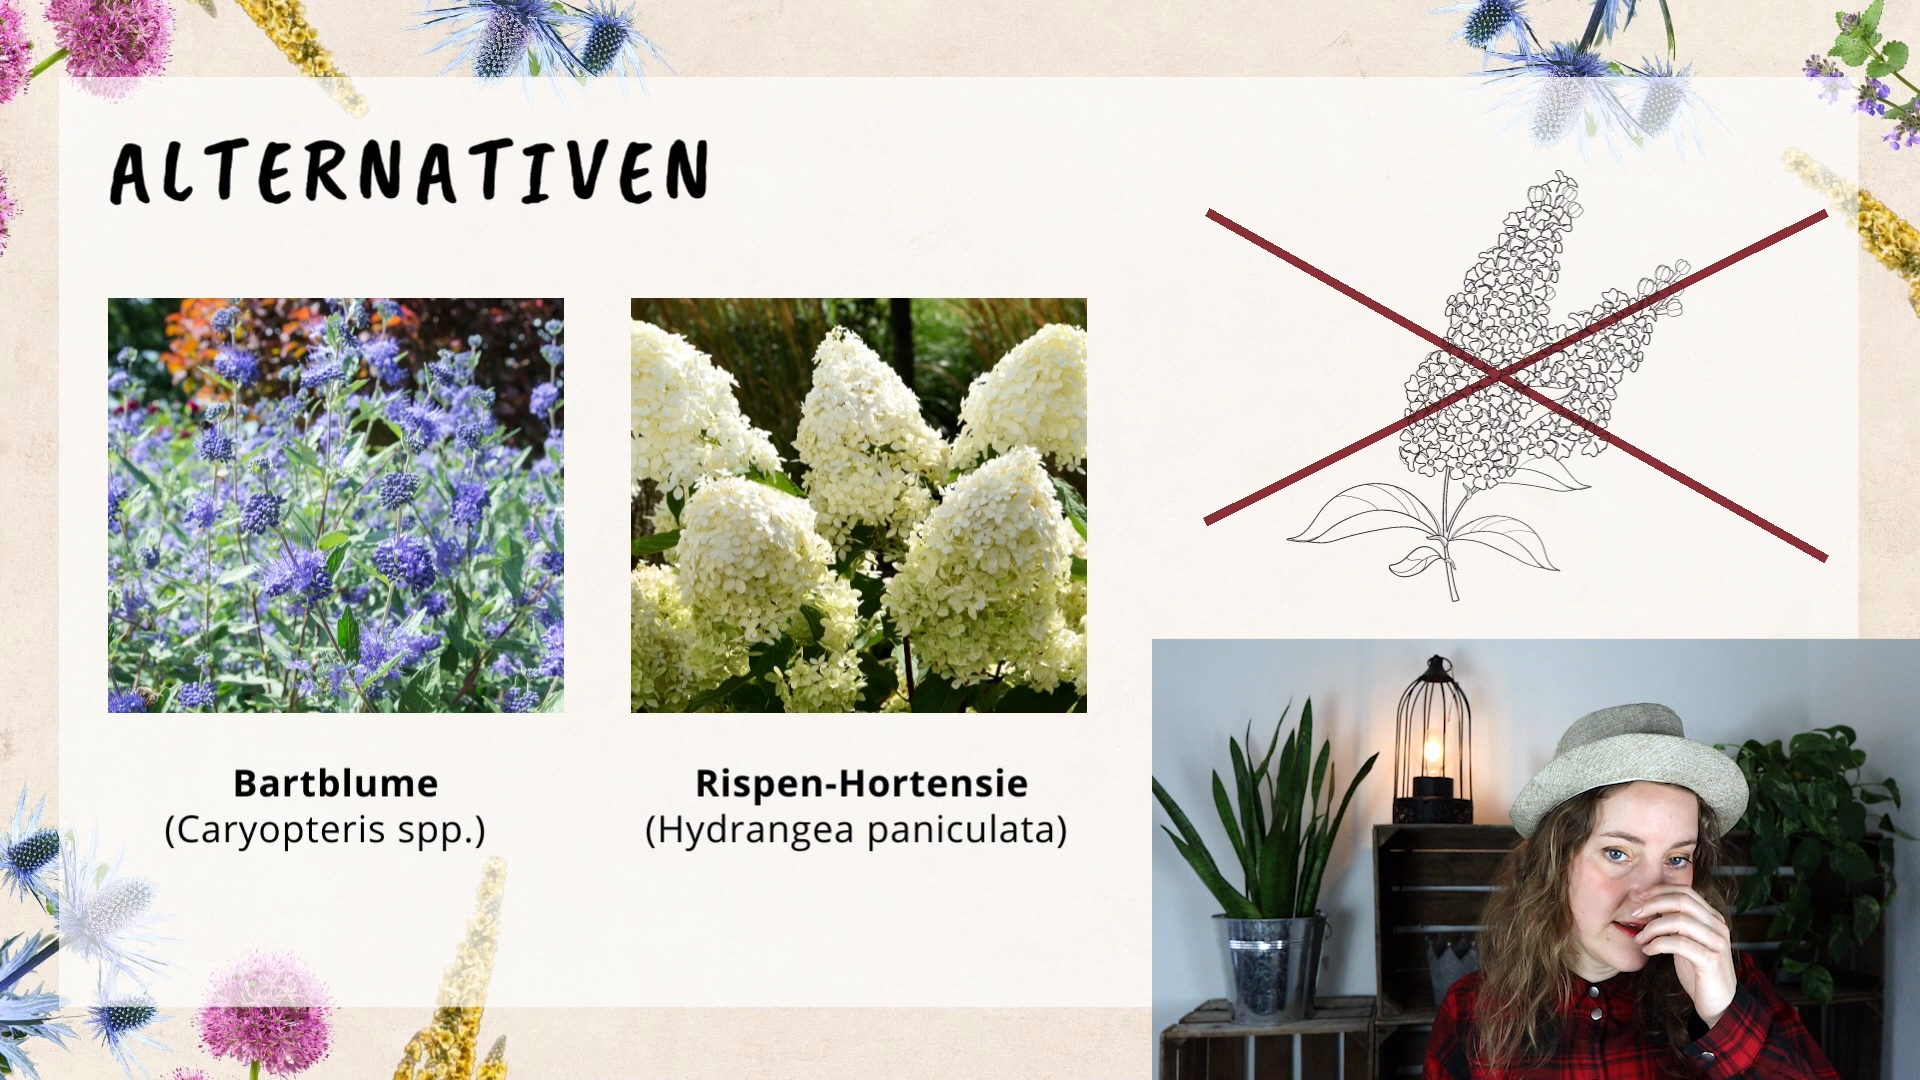 ALTERNATIVEN
Bartblume
(Caryopteris spp.)
Rispen-Hortensie
(Hydrangea paniculata)